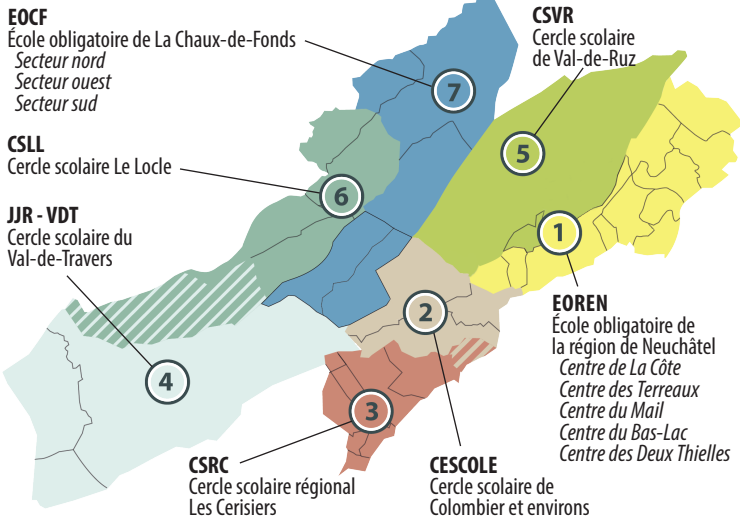 EOCF
École obligatoire de La Chaux-de-Fonds
Secteur nord
Secteur ouest
Secteur sud
CSVR
Cercle scolaire
de Val-de-Ruz
7
5
CSLL
Cercle scolaire Le Locle
6
JJR - VDT
Cercle scolaire du
Val-de-Travers
1
2
4
3
EOREN
École obligatoire de
la région de Neuchâtel
Centre de La Côte
Centre des Terreaux
Centre du Mail
Centre du Bas-Lac
Centre des Deux Thielles
CSRC
Cercle scolaire régional
Les Cerisiers
CESCOLE
Cercle scolaire de
Colombier et environs